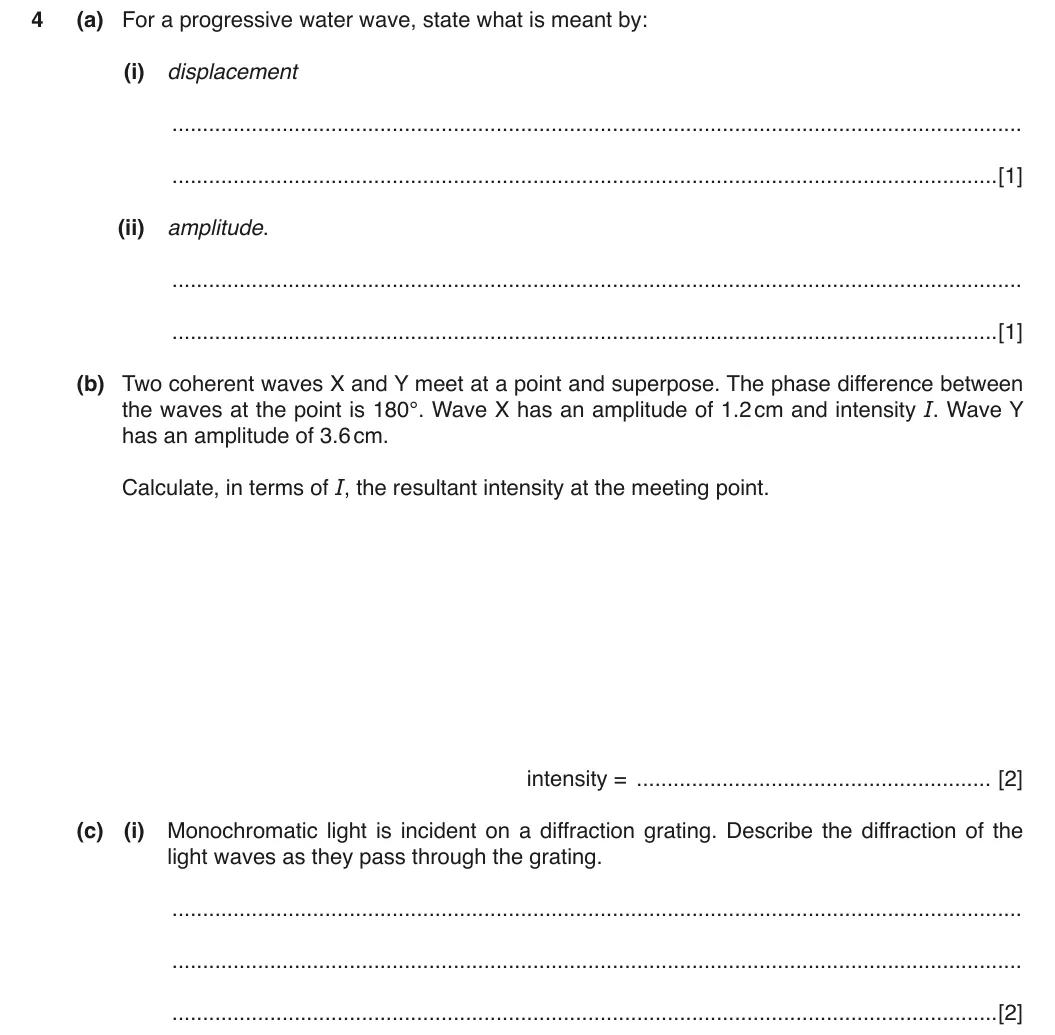 4 (a) For a progressive water wave, state what is meant by:
(i) displacement
..........................................................................................................................................
.......................................................................................................................................[1]
(ii) amplitude.
..........................................................................................................................................
.......................................................................................................................................[1]
(b) Two coherent waves X and Y meet at a point and superpose. The phase difference between
the waves at the point is 180°. Wave X has an amplitude of 1.2 cm and intensity I. Wave Y
has an amplitude of 3.6 cm.
Calculate, in terms of I, the resultant intensity at the meeting point.
intensity = .......................................................... [2]
(c) (i) Monochromatic light is incident on a diffraction grating. Describe the diffraction of the
light waves as they pass through the grating.
..........................................................................................................................................
..........................................................................................................................................
.......................................................................................................................................[2]